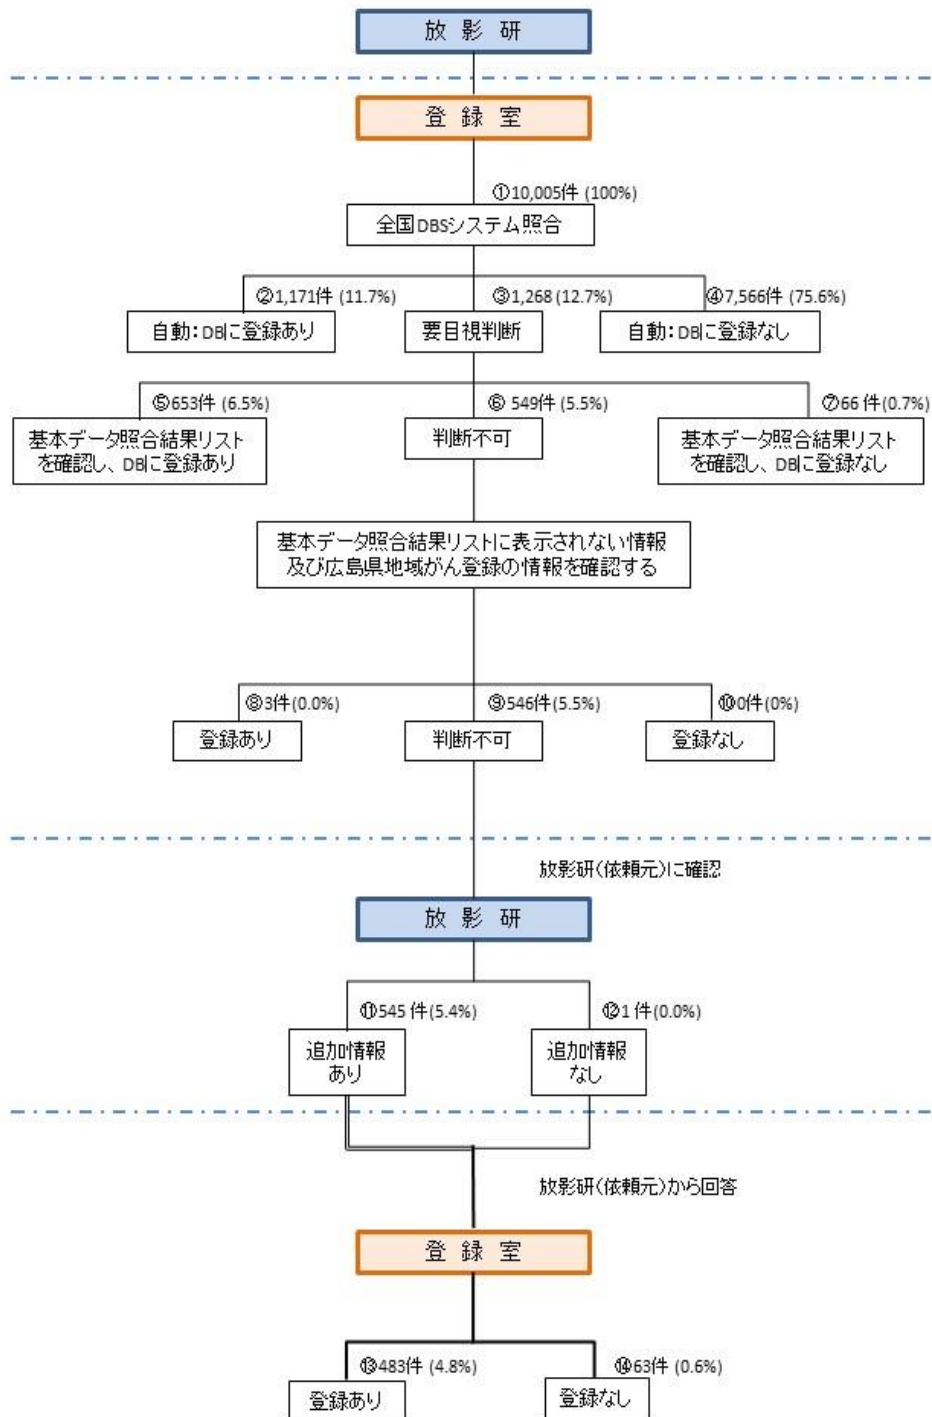 放 影 研
登 録 室
①10,005件 (100%)
全国DBSシステム照合
②1,171件 (11.7%)
③1,268 (12.7%)
④7,566件 (75.6%)
自動:DBに登録あり
要目視判断
自動:DBに登録なし
⑤653件 (6.5%)
⑥ 549件 (5.5%)
⑦66 件(0.7%)
基本データ照合結果リスト
を確認し、DBに登録あり
判断不可
基本データ照合結果リスト
を確認し、DBに登録なし
基本データ照合結果リストに表示されない情報
及び広島県地域がん登録の情報を確認する
⑧3件(0.0%)
⑨546件(5.5%)
⑩0件(0%)
登録あり
判断不可
登録なし
放影研(依頼元)に確認
放 影 研
⑪545 件(5.4%)
⑫1 件(0.0%)
追加情報
あり
追加情報
なし
放影研(依頼元)から回答
登 録 室
⑬483件 (4.8%)
⑭63件 (0.6%)
登録あり
登録なし